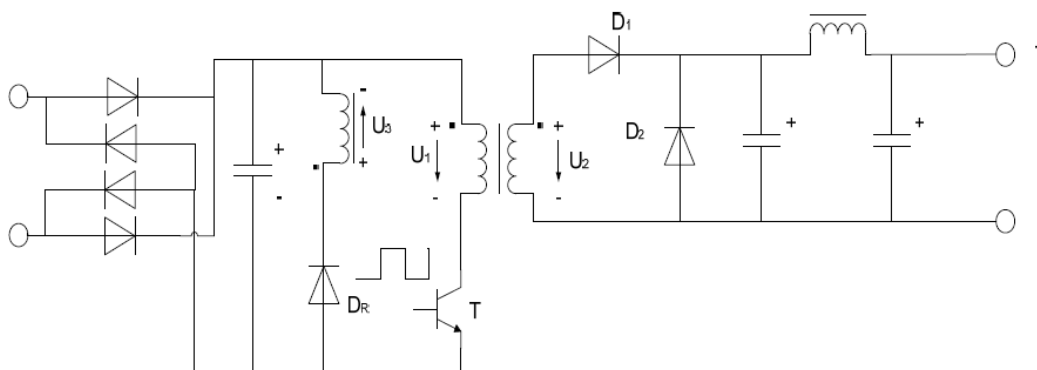 D1
- U3 +
+ U1 -
+ U2 -
D2
+
+
+
-
DR
T